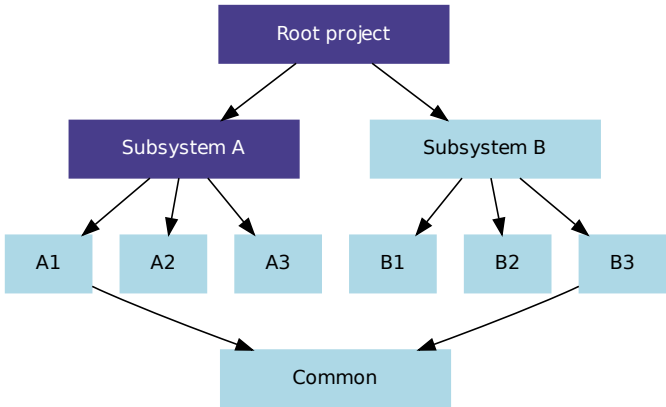 Root project
Subsystem A
Subsystem B
A1
A2
A3
B1
B2
B3
Common